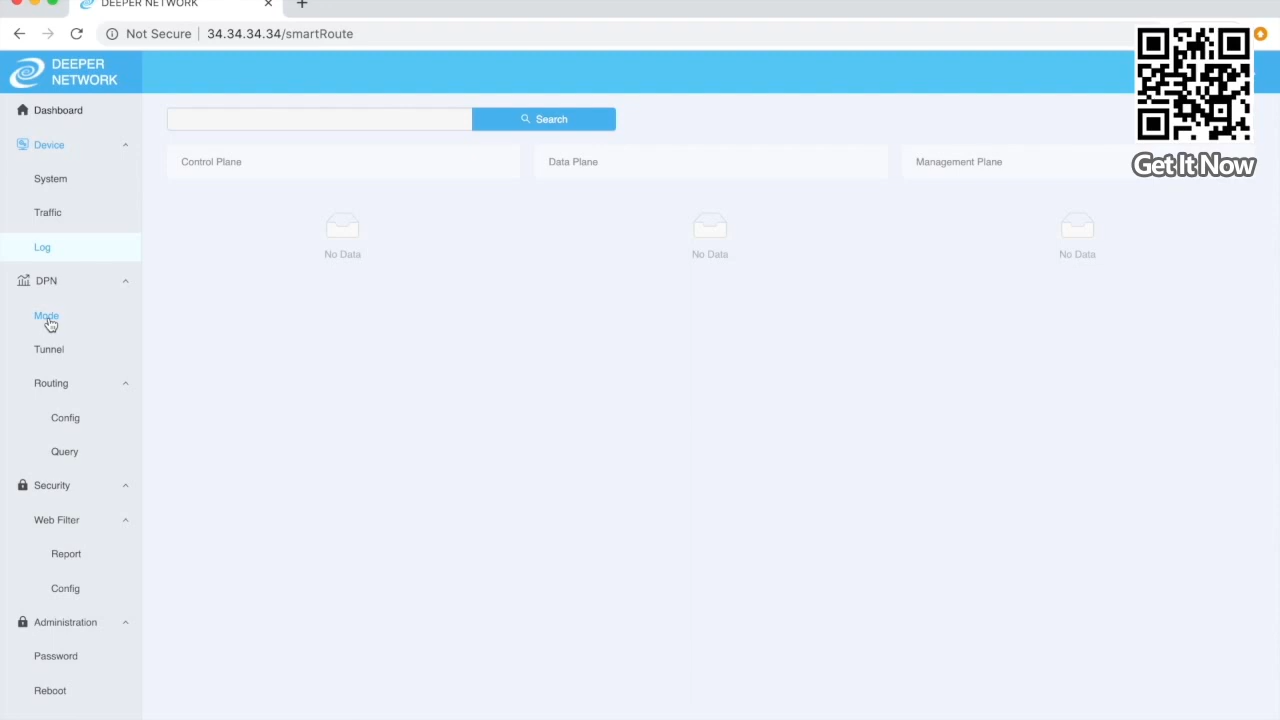 DEEPER NETWORK
Not Secure | 34.34.34.34/smartRoute
DEEPER
NETWORK
Dashboard
Device
System
Traffic
Log
DPN
Mode
Tunnel
Routing
Config
Query
Security
Web Filter
Report
Config
Administration
Password
Reboot
Search
Control Plane
Data Plane
Management Plane
No Data
No Data
No Data
Get It Now